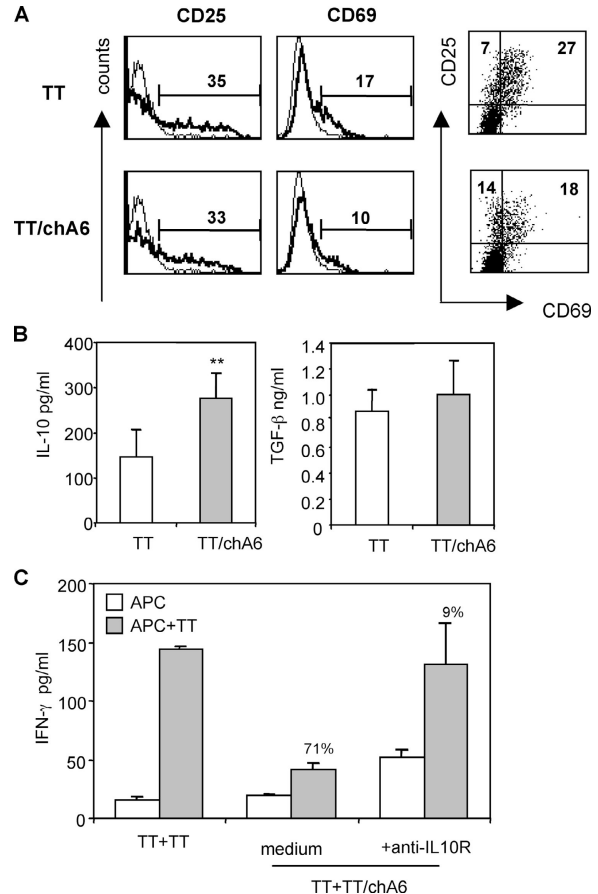 A
CD25
CD69
counts
TT
35
17
CD25
7
27
TT/chA6
33
10
14
18
CD69
B
IL-10 pg/ml
400
300
200
100
0
**
TT
TT/chA6
TGF-β ng/ml
1.4
1.2
1.0
0.8
0.6
0.4
0.2
0
TT
TT/chA6
C
IFN-γ pg/ml
200
150
100
50
0
APC
APC+TT
71%
9%
TT+TT
medium
+anti-IL10R
TT+TT/chA6